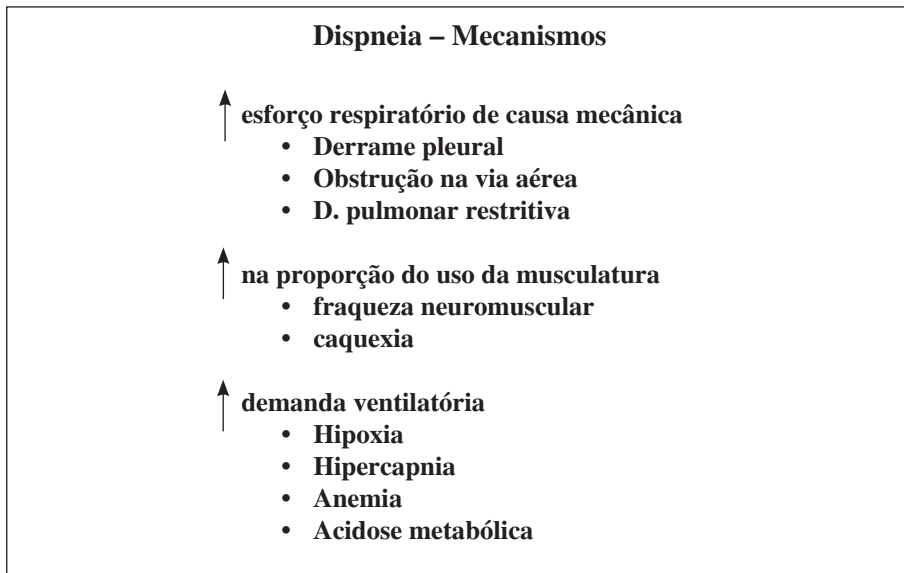 Dispneia – Mecanismos
esforço respiratório de causa mecânica
• Derrame pleural
• Obstrução na via aérea
• D. pulmonar restritiva
na proporção do uso da musculatura
• fraqueza neuromuscular
• caquexia
demanda ventilatória
• Hipoxia
• Hipercapnia
• Anemia
• Acidose metabólica